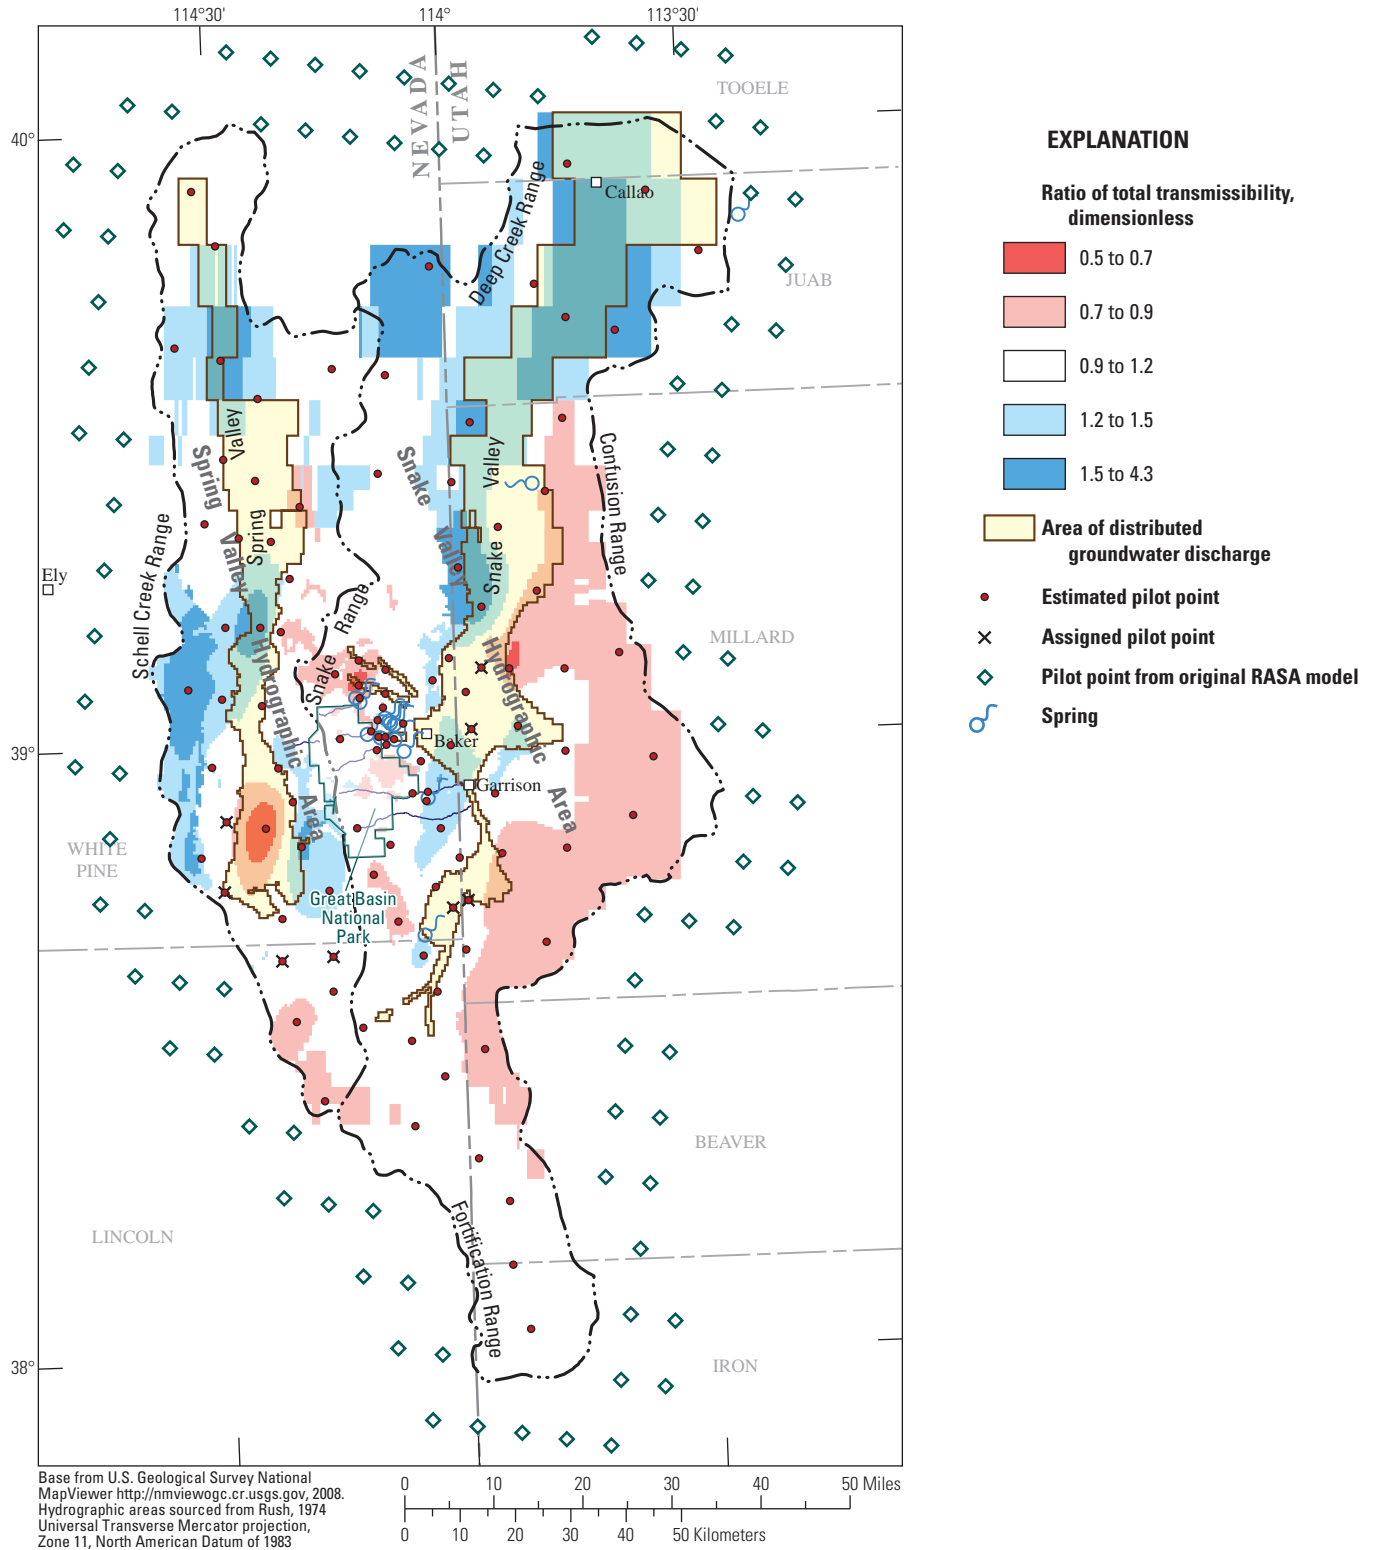 114°30'
114°
113°30'
40°
39°
38°
NEVADA
UTAH
TOOELE
JUAB
MILLARD
BEAVER
IRON
LINCOLN
WHITE
PINE
Callao
Deep Creek Range
Confusion Range
Schell Creek Range
Snake Range
Fortification Range
Spring Valley
Spring Valley Hydrographic Area
Snake Valley
Snake Valley Hydrographic Area
Ely
Baker
Garrison
Great Basin
National
Park
EXPLANATION
Ratio of total transmissibility,
dimensionless
0.5 to 0.7
0.7 to 0.9
0.9 to 1.2
1.2 to 1.5
1.5 to 4.3
Area of distributed
groundwater discharge
Estimated pilot point
Assigned pilot point
Pilot point from original RASA model
Spring
Base from U.S. Geological Survey National
MapViewer http://nmviewogc.cr.usgs.gov, 2008.
Hydrographic areas sourced from Rush, 1974
Universal Transverse Mercator projection,
Zone 11, North American Datum of 1983
0 10 20 30 40 50 Miles
0 10 20 30 40 50 Kilometers